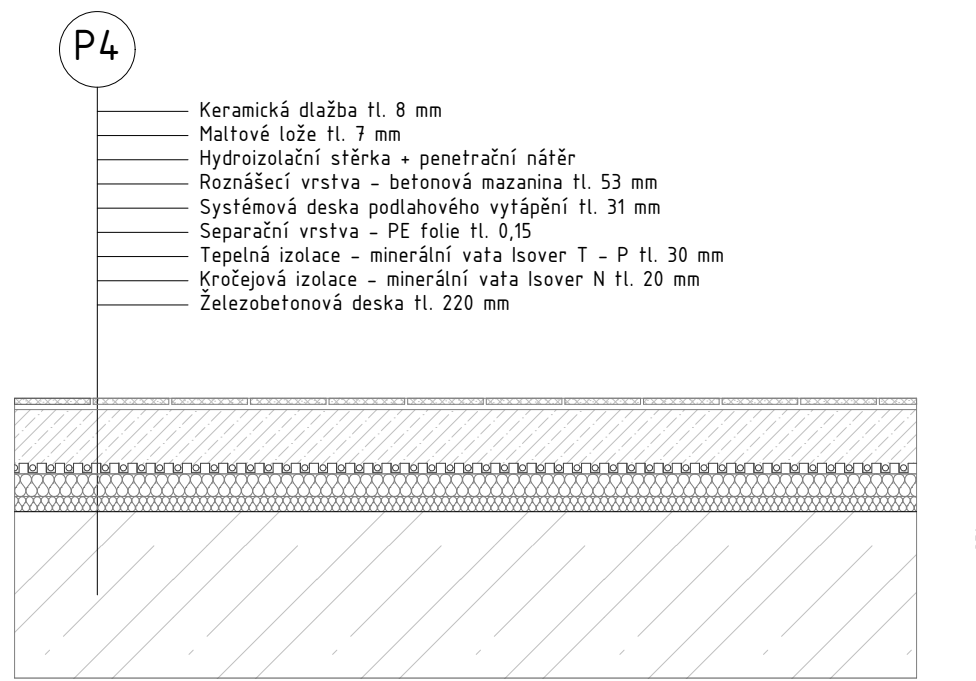 P4
Keramická dlažba tl. 8 mm
Maltové lože tl. 7 mm
Hydroizolační stěrka + penetrační nátěr
Roznášecí vrstva - betonová mazanina tl. 53 mm
Systémová deska podlahového vytápění tl. 31 mm
Separační vrstva - PE folie tl. 0,15
Tepelná izolace - minerální vata Isover T - P tl. 30 mm
Kročejová izolace - minerální vata Isover N tl. 20 mm
Železobetonová deska tl. 220 mm